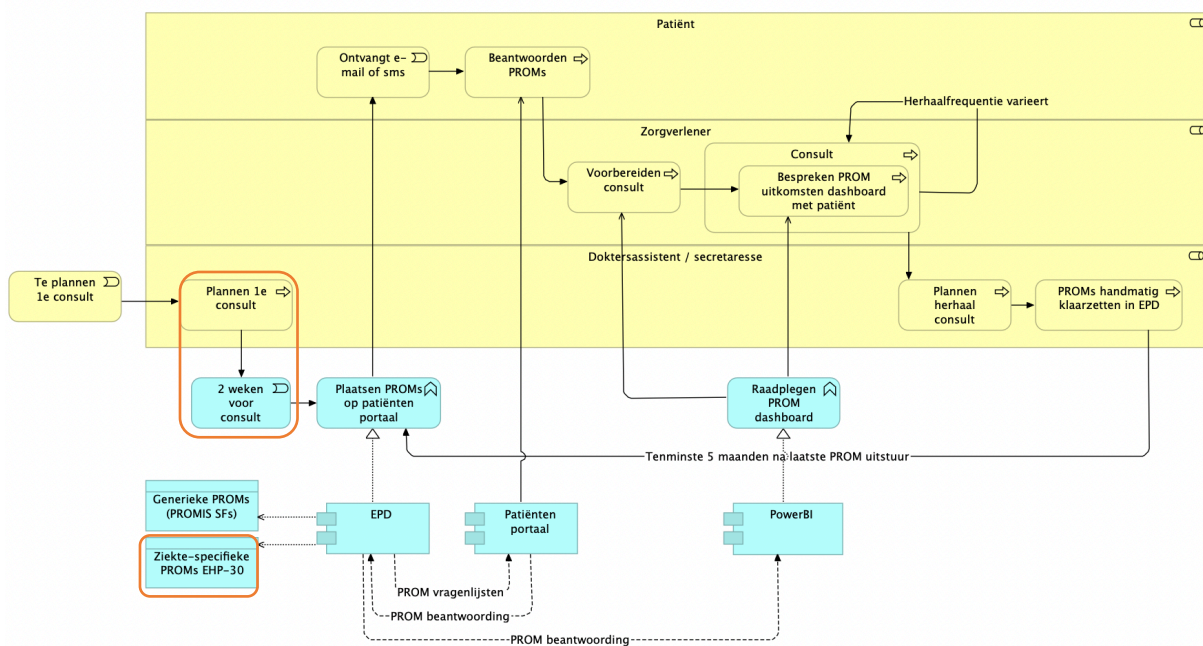 Patiënt
Ontvangt e-
mail of sms
Beantwoorden
PROMs
Herhaalfrequentie varieert
Zorgverlener
Consult
Voorbereiden
consult
Bespreken PROM
uitkomsten dashboard
met patiënt
Doktersassistent / secretaresse
Te plannen
1e consult
Plannen 1e
consult
Plannen
herhaal
consult
PROMs handmatig
klaarzetten in EPD
2 weken
voor
consult
Plaatsen PROMs
op patiënten
portaal
Raadplegen
PROM
dashboard
Tenminste 5 maanden na laatste PROM uitstuur
Generieke PROMs
(PROMIS SFs)
EPD
Patiënten
portaal
PowerBI
Ziekte-specifieke
PROMs EHP-30
PROM vragenlijsten
PROM beantwoording
PROM beantwoording